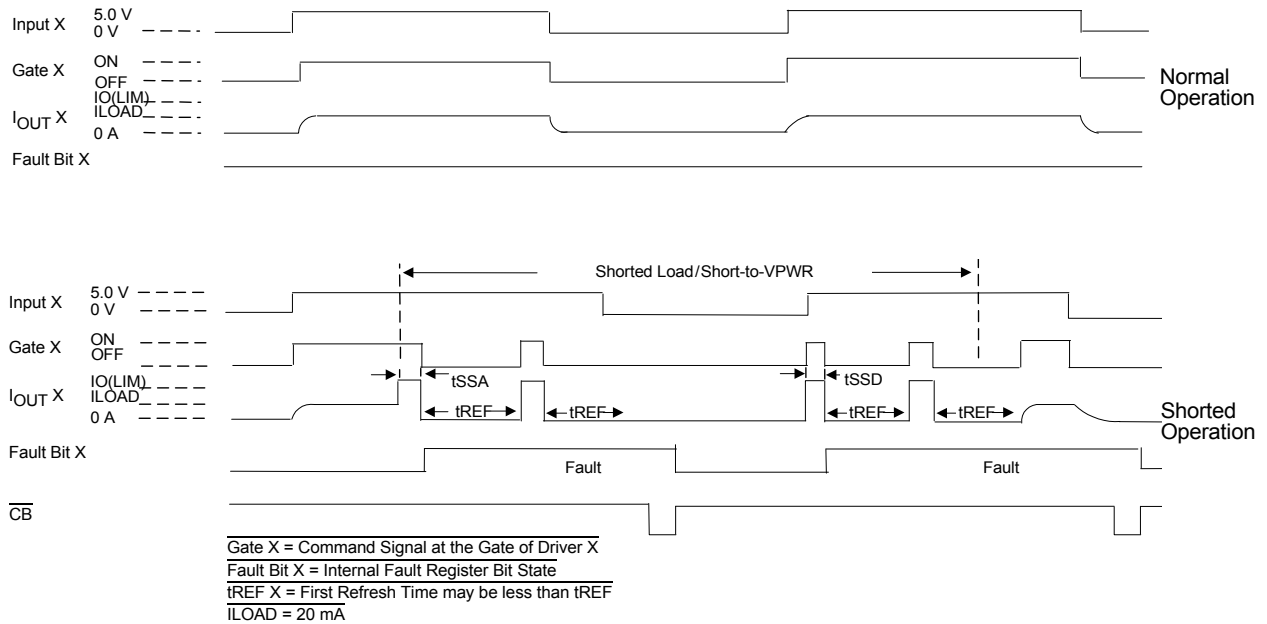 Input X 5.0 V
0 V
Gate X ON
OFF
IO(LIM)
IOUT X ILOAD
0 A
Fault Bit X
Normal
Operation
Shorted Load/Short-to-VPWR
Input X 5.0 V
0 V
Gate X ON
OFF
IO(LIM)
IOUT X ILOAD
0 A
tSSA
tSSD
tREF
tREF
tREF
tREF
Shorted
Operation
Fault Bit X
Fault
Fault
CB
Gate X = Command Signal at the Gate of Driver X
Fault Bit X = Internal Fault Register Bit State
tREF X = First Refresh Time may be less than tREF
ILOAD = 20 mA